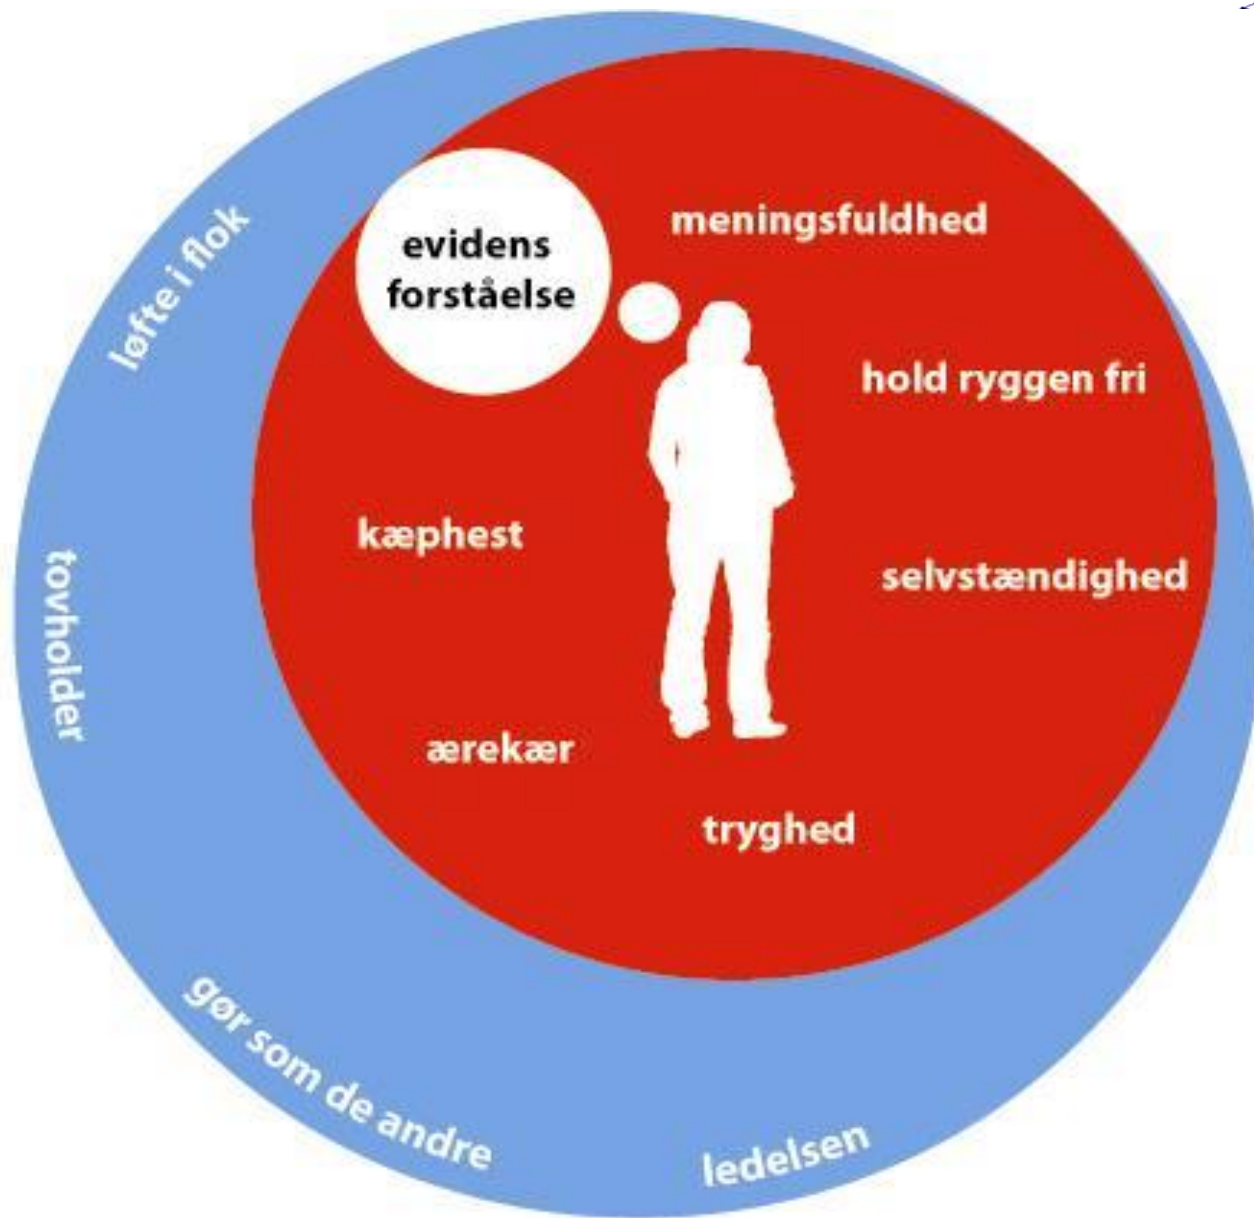 løfte i flok
evidens
forståelse
meningsfuldhed
hold ryggen fri
kæphest
selvstændighed
tovholder
ærekær
tryghed
gør som de andre
ledelsen